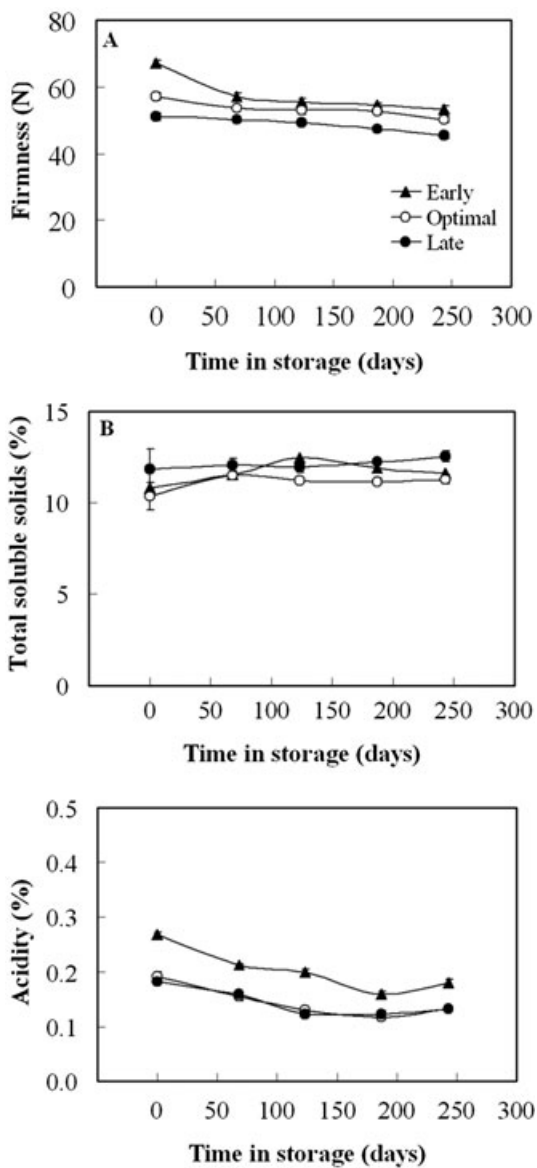 A
Firmness (N)
80
60
40
20
0
Early
Optimal
Late
0 50 100 150 200 250 300
Time in storage (days)
B
Total soluble solids (%)
15
10
5
0
0 50 100 150 200 250 300
Time in storage (days)
Acidity (%)
0.5
0.4
0.3
0.2
0.1
0.0
0 50 100 150 200 250 300
Time in storage (days)